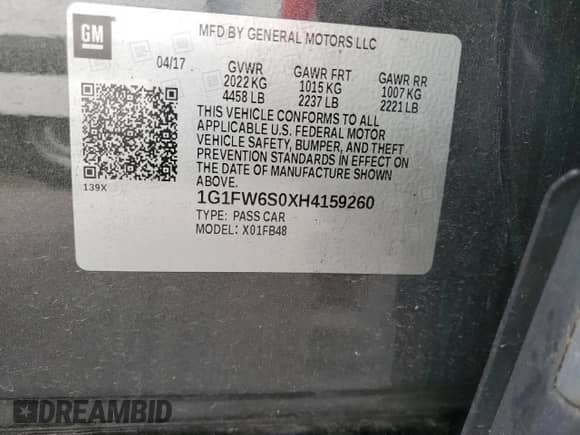 GM
MFD BY GENERAL MOTORS LLC
04/17 GVWR GAWR FRT GAWR RR
2022 KG 1015 KG 1007 KG
4458 LB 2237 LB 2221 LB
THIS VEHICLE CONFORMS TO ALL
APPLICABLE U.S. FEDERAL MOTOR
VEHICLE SAFETY, BUMPER, AND THEFT
PREVENTION STANDARDS IN EFFECT ON
THE DATE OF MANUFACTURE SHOWN
ABOVE.
139X
1G1FW6S0XH4159260
TYPE: PASS CAR
MODEL: X01FB48
DREAMBID